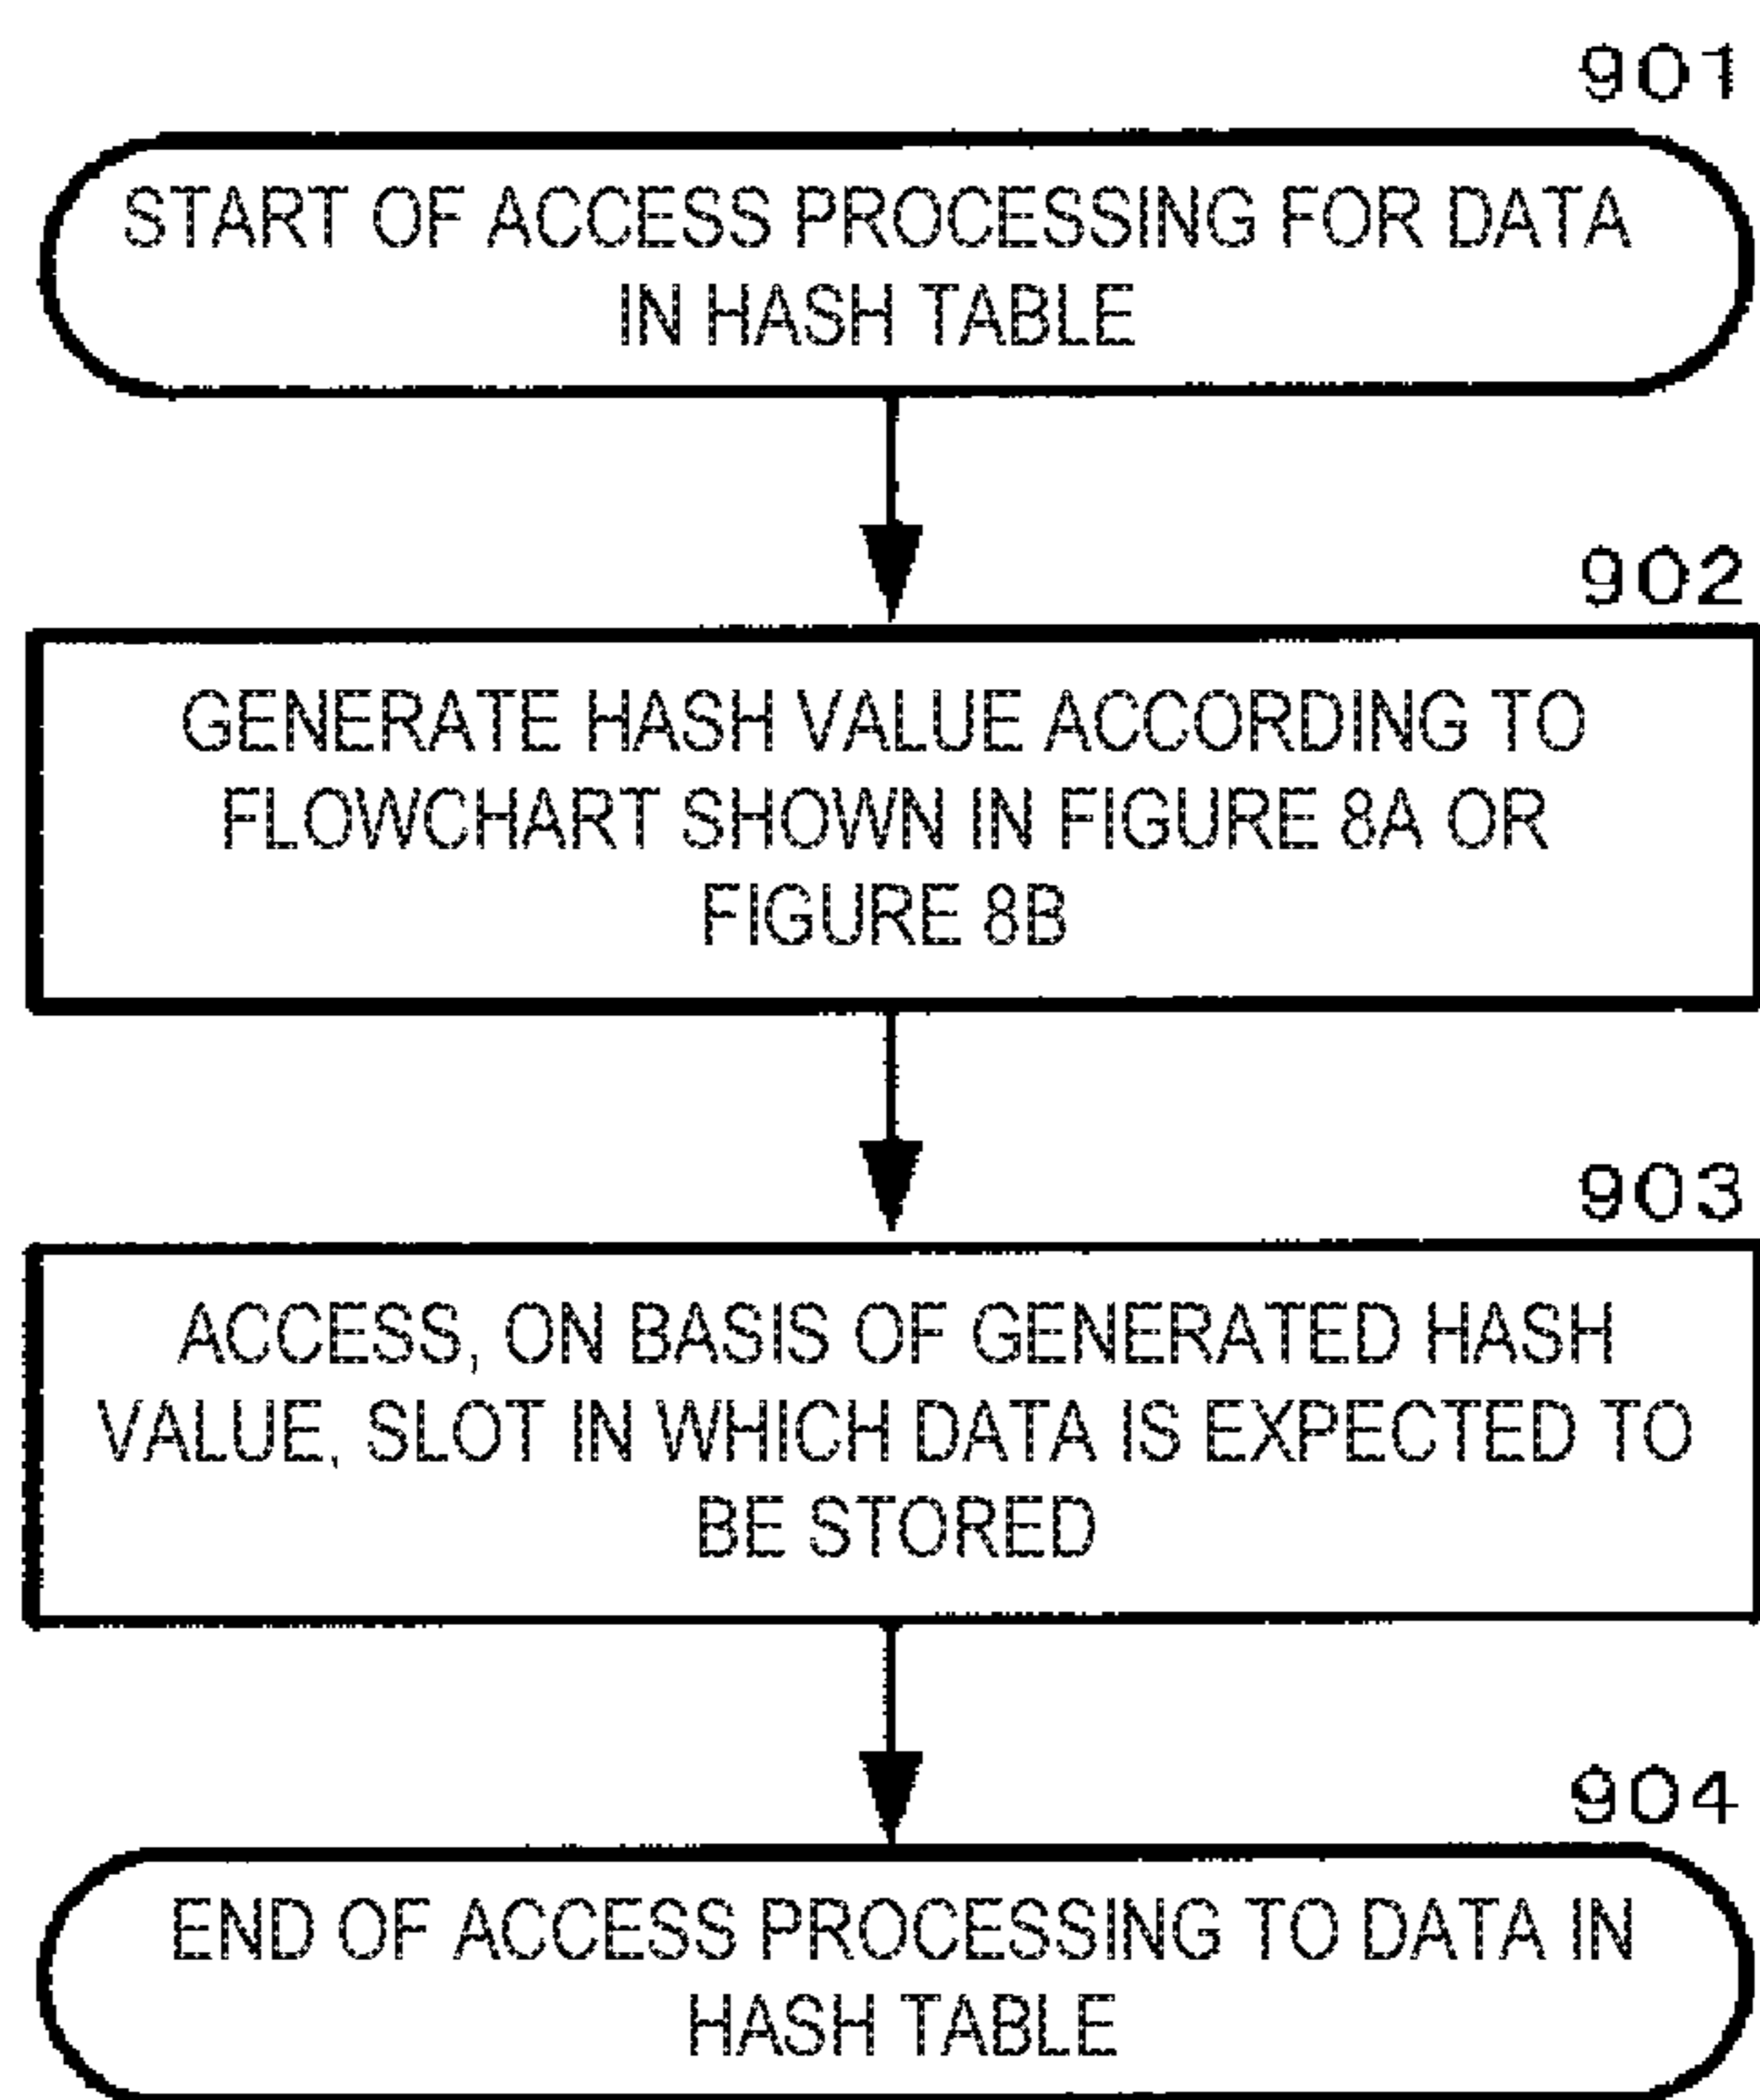 901
START OF ACCESS PROCESSING FOR DATA
IN HASH TABLE
902
GENERATE HASH VALUE ACCORDING TO
FLOWCHART SHOWN IN FIGURE 8A OR
FIGURE 8B
903
ACCESS, ON BASIS OF GENERATED HASH
VALUE, SLOT IN WHICH DATA IS EXPECTED TO
BE STORED
904
END OF ACCESS PROCESSING TO DATA IN
HASH TABLE